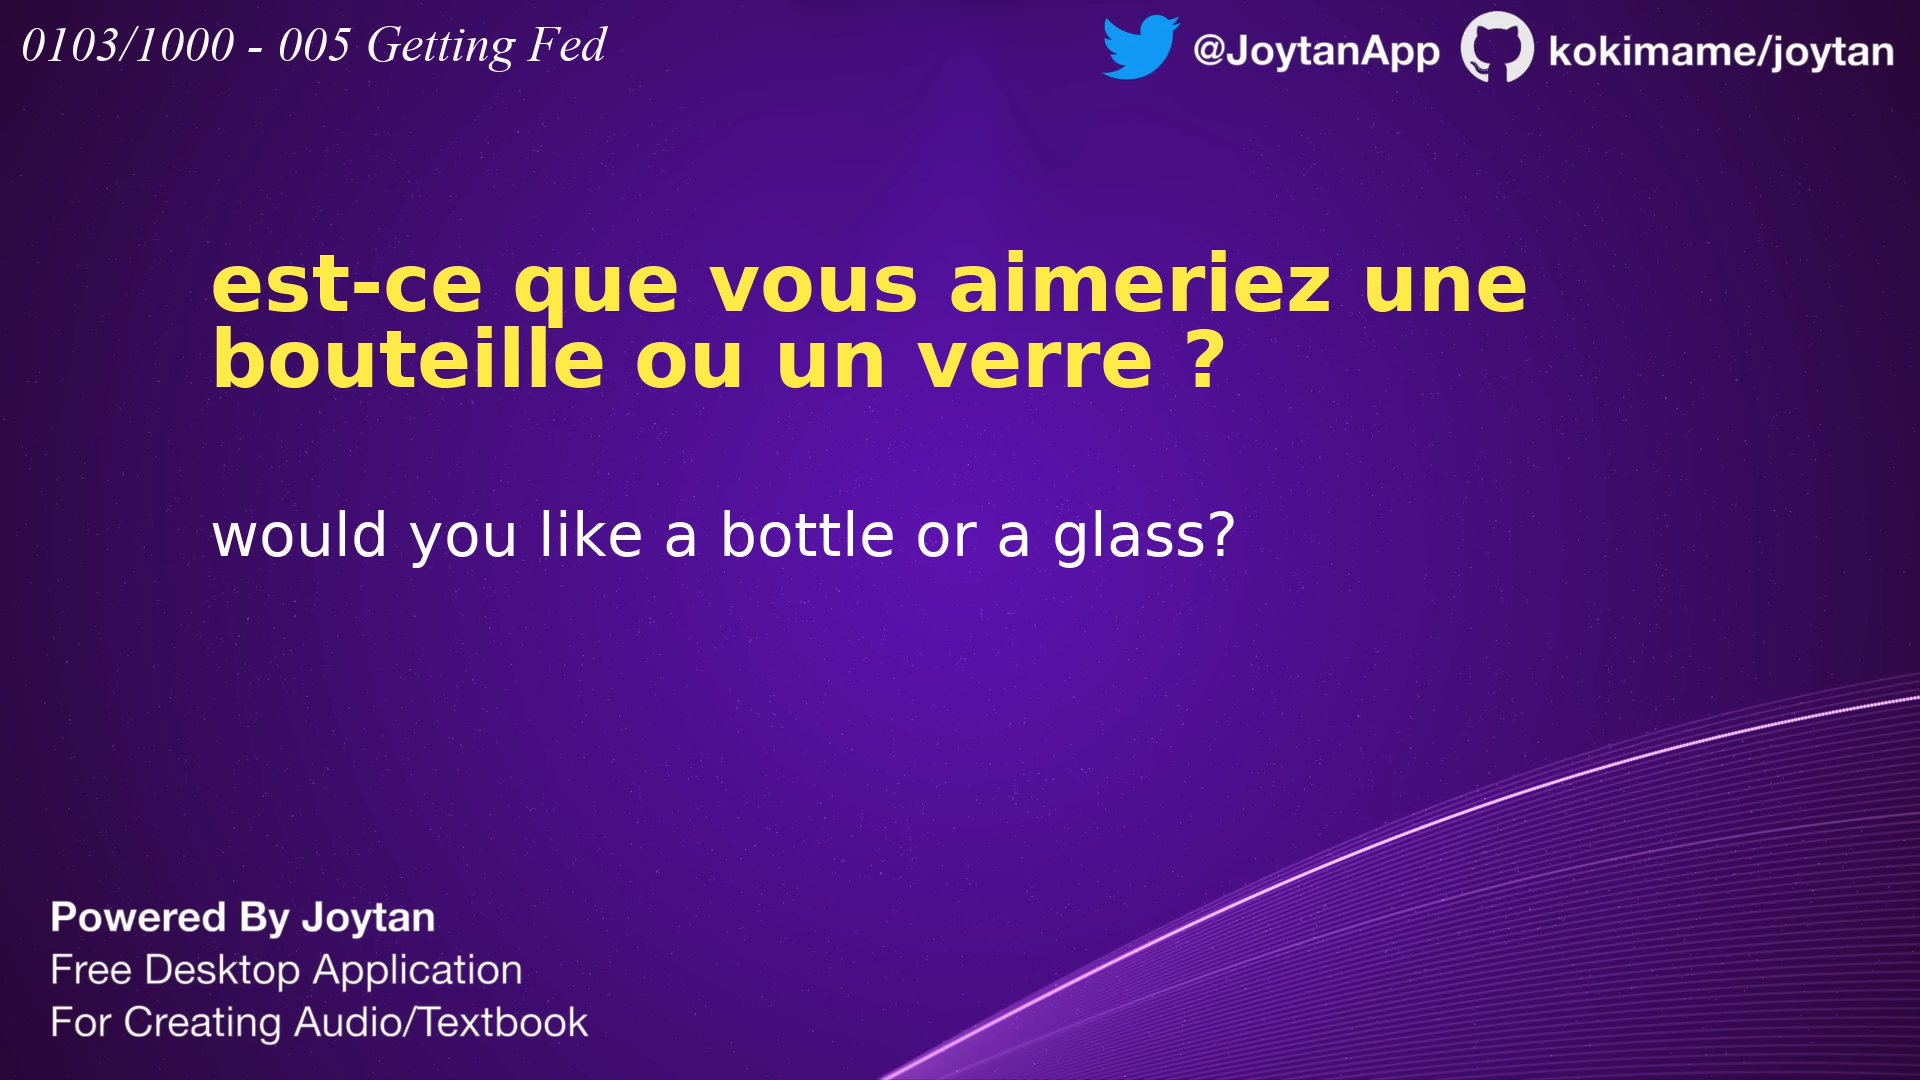 0103/1000 - 005 Getting Fed
@JoytanApp
kokimame/joytan
est-ce que vous aimeriez une
bouteille ou un verre ?
would you like a bottle or a glass?
Powered By Joytan
Free Desktop Application
For Creating Audio/Textbook